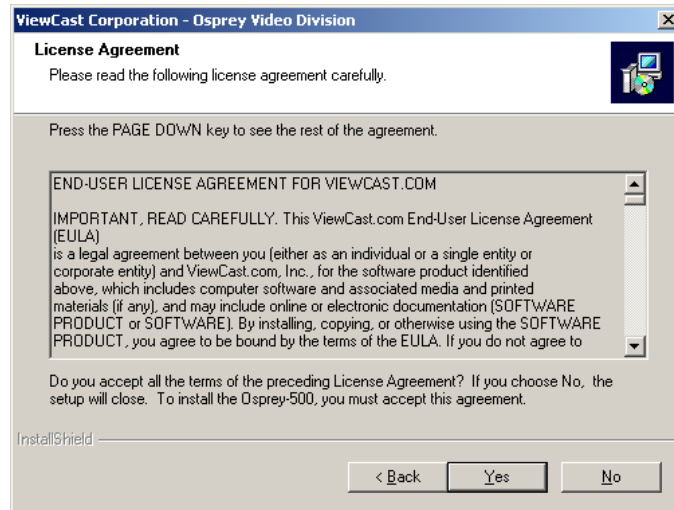 ViewCast Corporation - Osprey Video Division
License Agreement
Please read the following license agreement carefully.
Press the PAGE DOWN key to see the rest of the agreement.
END-USER LICENSE AGREEMENT FOR VIEWCAST.COM
IMPORTANT, READ CAREFULLY. This ViewCast.com End-User License Agreement
(EULA)
is a legal agreement between you (either as an individual or a single entity or
corporate entity) and ViewCast.com, Inc., for the software product identified
above, which includes computer software and associated media and printed
materials (if any), and may include online or electronic documentation (SOFTWARE
PRODUCT or SOFTWARE). By installing, copying, or otherwise using the SOFTWARE
PRODUCT, you agree to be bound by the terms of the EULA. If you do not agree to
Do you accept all the terms of the preceding License Agreement? If you choose No, the
setup will close. To install the Osprey-500, you must accept this agreement.
InstallShield
< Back Yes No